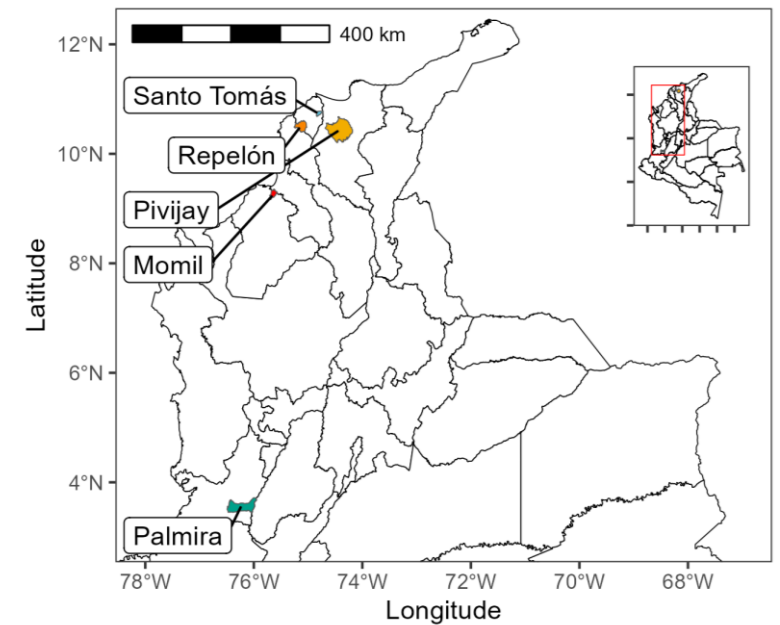 12°N
400 km
Santo Tomás
10°N
Repelón
Pivijay
Momil
8°N
Latitude
6°N
4°N
Palmira
78°W 76°W 74°W 72°W 70°W 68°W
Longitude